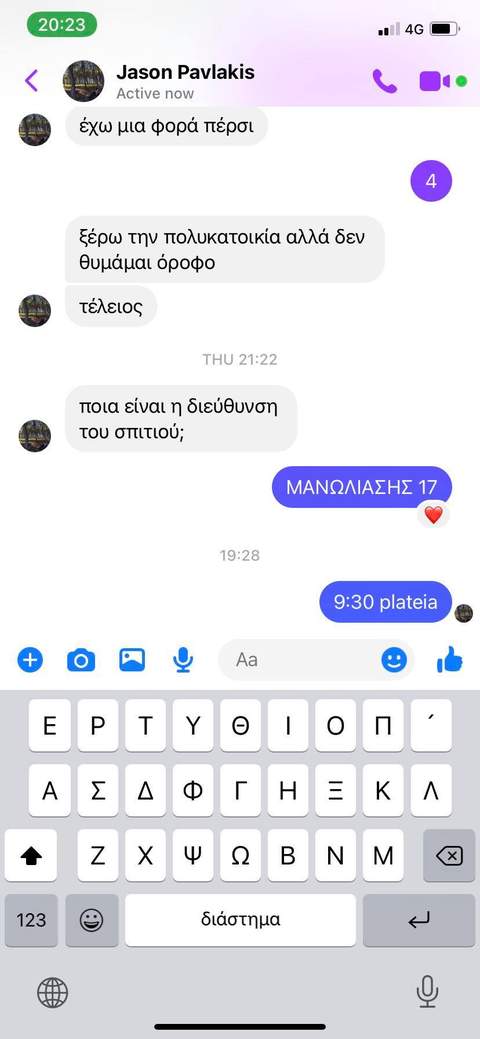 20:23
4G
Jason Pavlakis
Active now
έχω μια φορά πέρσι
4
ξέρω την πολυκατοικία αλλά δεν
θυμάμαι όροφο
τέλειος
THU 21:22
ποια είναι η διεύθυνση
του σπιτιού;
ΜΑΝΩΛΙΑΣΗΣ 17
19:28
9:30 plateia
Aa
Ε Ρ Τ Υ Θ Ι Ο Π ´
Α Σ Δ Φ Γ Η Ξ Κ Λ
Ζ Χ Ψ Ω Β Ν Μ
123 διάστημα